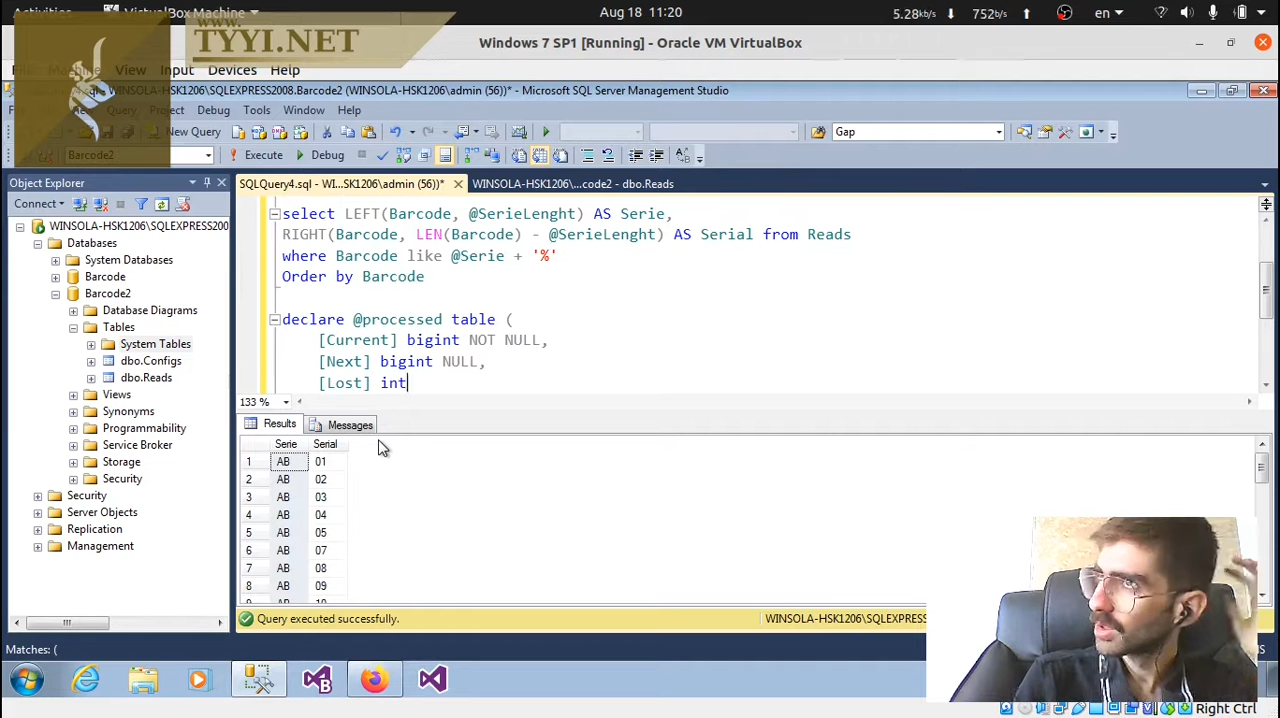 Activities
VirtualBox Machine
Aug 18 11:20
5.28kb/s
752b/s
en
www.
TYYI.NET
Windows 7 SP1 [Running] - Oracle VM VirtualBox
View Input Devices Help
WINSOLA-HSK1206\SQLEXPRESS2008.Barcode2 (WINSOLA-HSK1206\admin (56))* - Microsoft SQL Server Management Studio
Query Project Debug Tools Window Help
New Query
Gap
Barcode2
Execute
Debug
Object Explorer
SQLQuery4.sql - WI...SK1206\admin (56))*
WINSOLA-HSK1206\...code2 - dbo.Reads
Connect
WINSOLA-HSK1206\SQLEXPRESS200
Databases
System Databases
Barcode
Barcode2
Database Diagrams
Tables
System Tables
dbo.Configs
dbo.Reads
Views
Synonyms
Programmability
Service Broker
Storage
Security
Security
Server Objects
Replication
Management
select LEFT(Barcode, @SerieLenght) AS Serie,
RIGHT(Barcode, LEN(Barcode) - @SerieLenght) AS Serial from Reads
where Barcode like @Serie + '%'
Order by Barcode
declare @processed table (
[Current] bigint NOT NULL,
[Next] bigint NULL,
[Lost] int
133 %
Results
Messages
Serie Serial
1 AB 01
2 AB 02
3 AB 03
4 AB 04
5 AB 05
6 AB 07
7 AB 08
8 AB 09
Query executed successfully.
WINSOLA-HSK1206\SQLEXPRESS
Matches: (
Right Ctrl